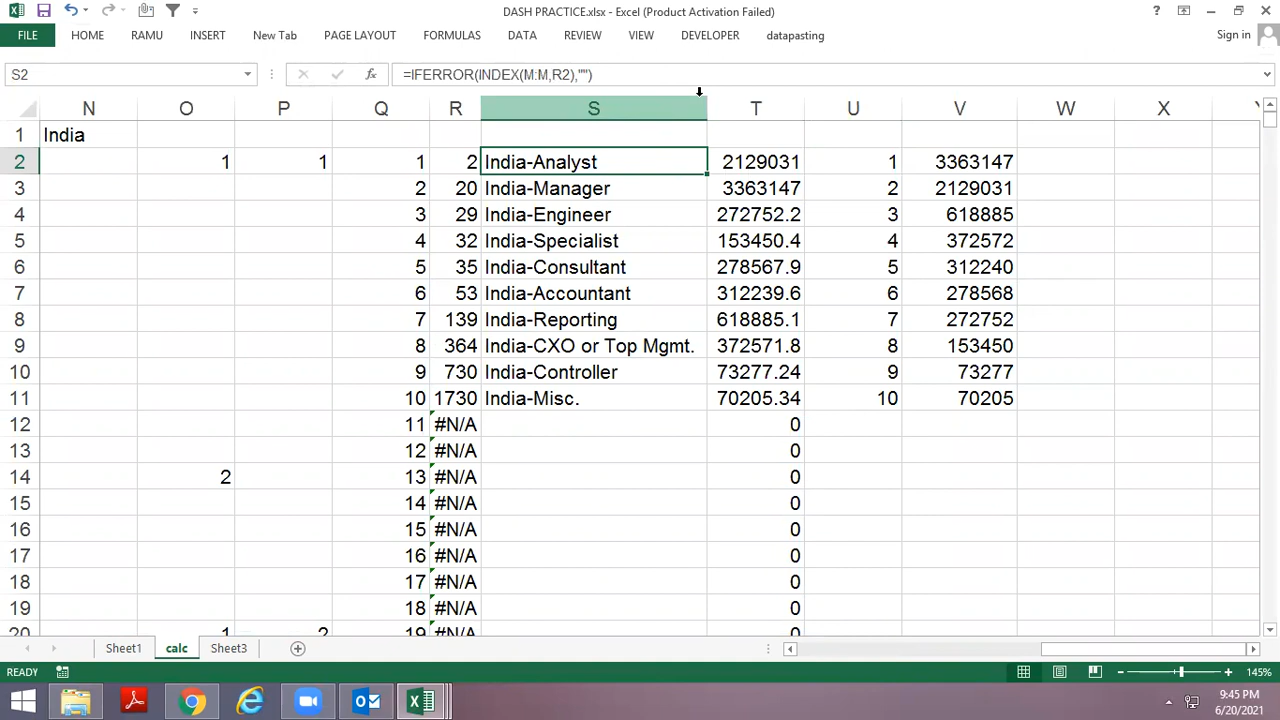 DASH PRACTICE.xlsx - Excel (Product Activation Failed)
FILE HOME RAMU INSERT New Tab PAGE LAYOUT FORMULAS DATA REVIEW VIEW DEVELOPER datapasting Sign in
S2 fx =IFERROR(INDEX(M:M,R2),"")
N O P Q R S T U V W X
1 India
2 1 1 1 2 India-Analyst 2129031 1 3363147
3 2 20 India-Manager 3363147 2 2129031
4 3 29 India-Engineer 272752.2 3 618885
5 4 32 India-Specialist 153450.4 4 372572
6 5 35 India-Consultant 278567.9 5 312240
7 6 53 India-Accountant 312239.6 6 278568
8 7 139 India-Reporting 618885.1 7 272752
9 8 364 India-CXO or Top Mgmt. 372571.8 8 153450
10 9 730 India-Controller 73277.24 9 73277
11 10 1730 India-Misc. 70205.34 10 70205
12 11 #N/A 0
13 12 #N/A 0
14 2 13 #N/A 0
15 14 #N/A 0
16 15 #N/A 0
17 16 #N/A 0
18 17 #N/A 0
19 18 #N/A 0
20 1 2 19 #N/A 0
Sheet1 calc Sheet3
READY 145%
9:45 PM
6/20/2021